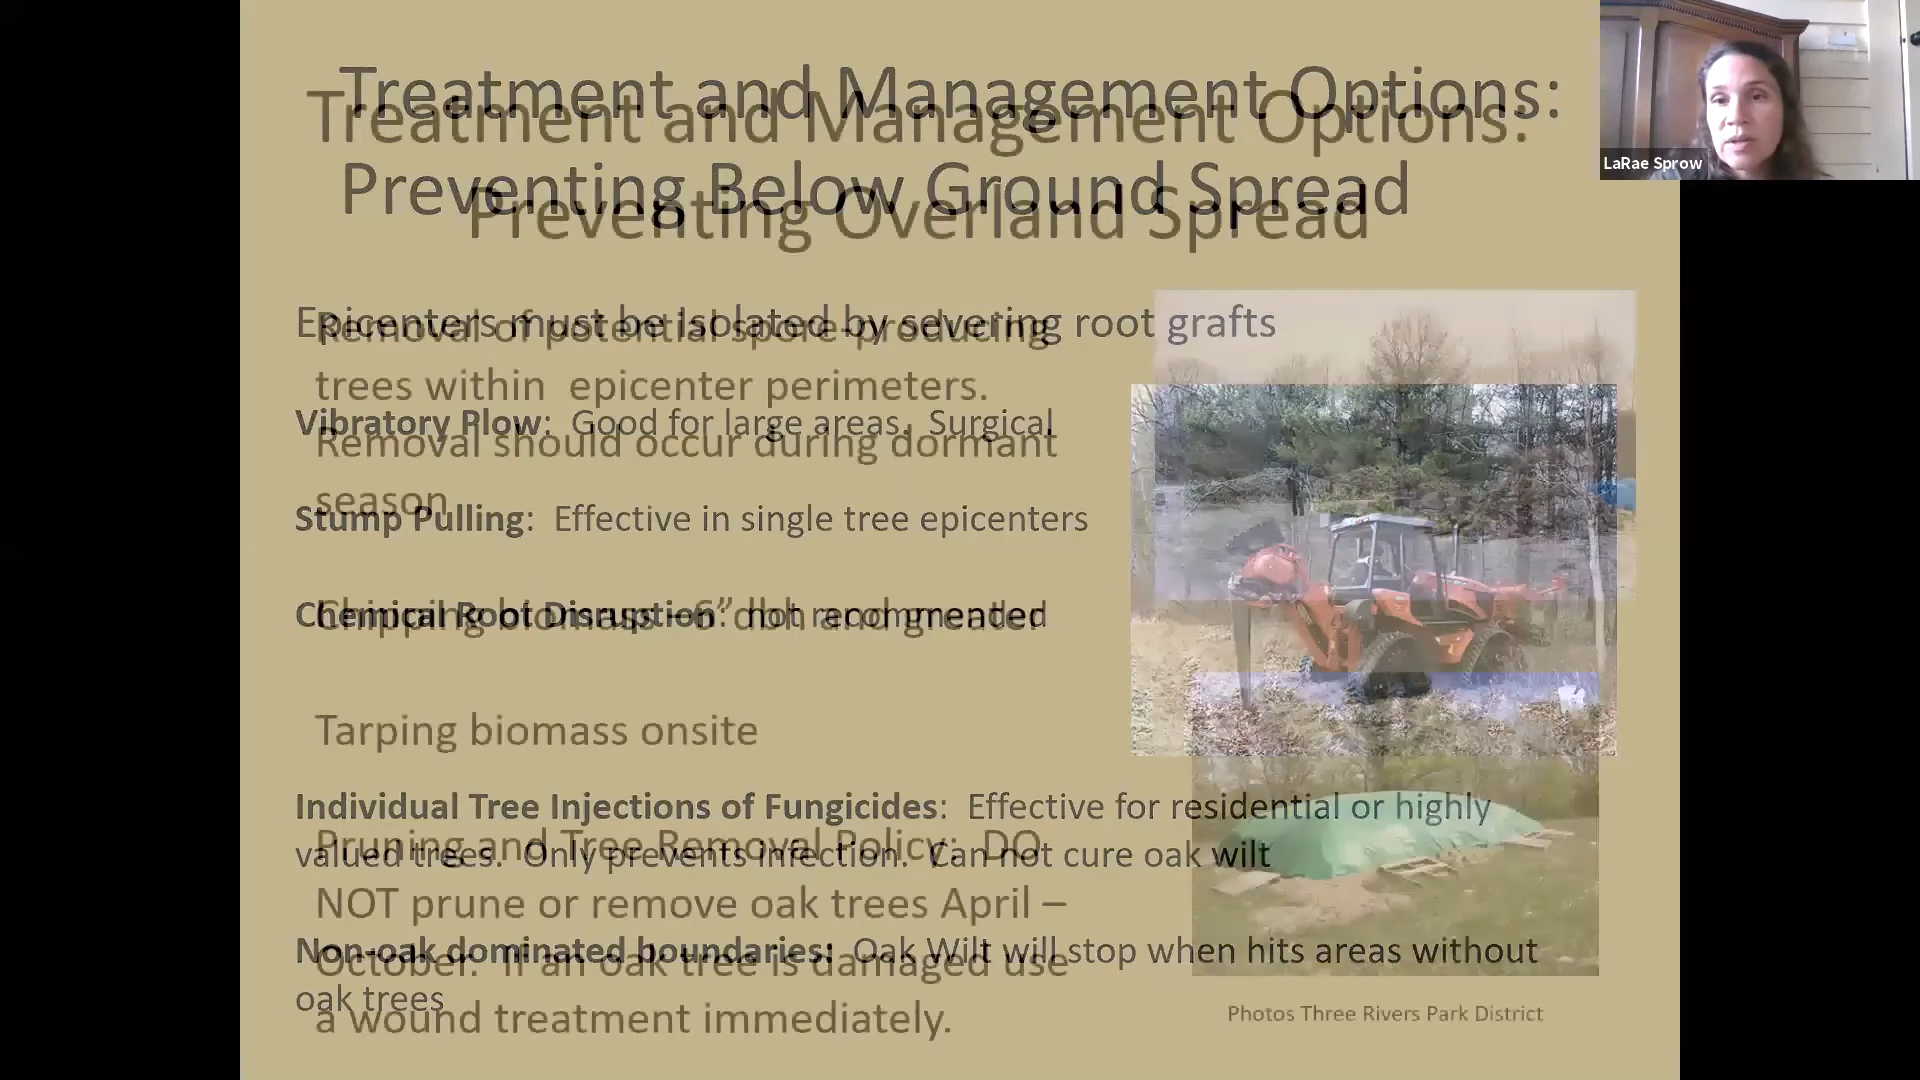 Treatment and Management Options:
Preventing Below Ground Spread
Treatment and Management Options:
Preventing Overland Spread
LaRae Sprow
Epicenters must be isolated by severing root grafts
Vibratory Plow:  Good for large areas.  Surgical
Stump Pulling:  Effective in single tree epicenters
Chemical Root Disruption:  not recommended
Individual Tree Injections of Fungicides:  Effective for residential or highly
valued trees.  Only prevents infection.  Can not cure oak wilt
Non-oak dominated boundaries:  Oak Wilt will stop when hits areas without
oak trees
Removal of potential spore-producing
trees within  epicenter perimeters.
Removal should occur during dormant
season
Chipping biomass – 6” dbh and greater
Tarping biomass onsite
Pruning and Tree Removal Policy:  DO
NOT prune or remove oak trees April –
October.  If an oak tree is damaged use
a wound treatment immediately.
Photos Three Rivers Park District